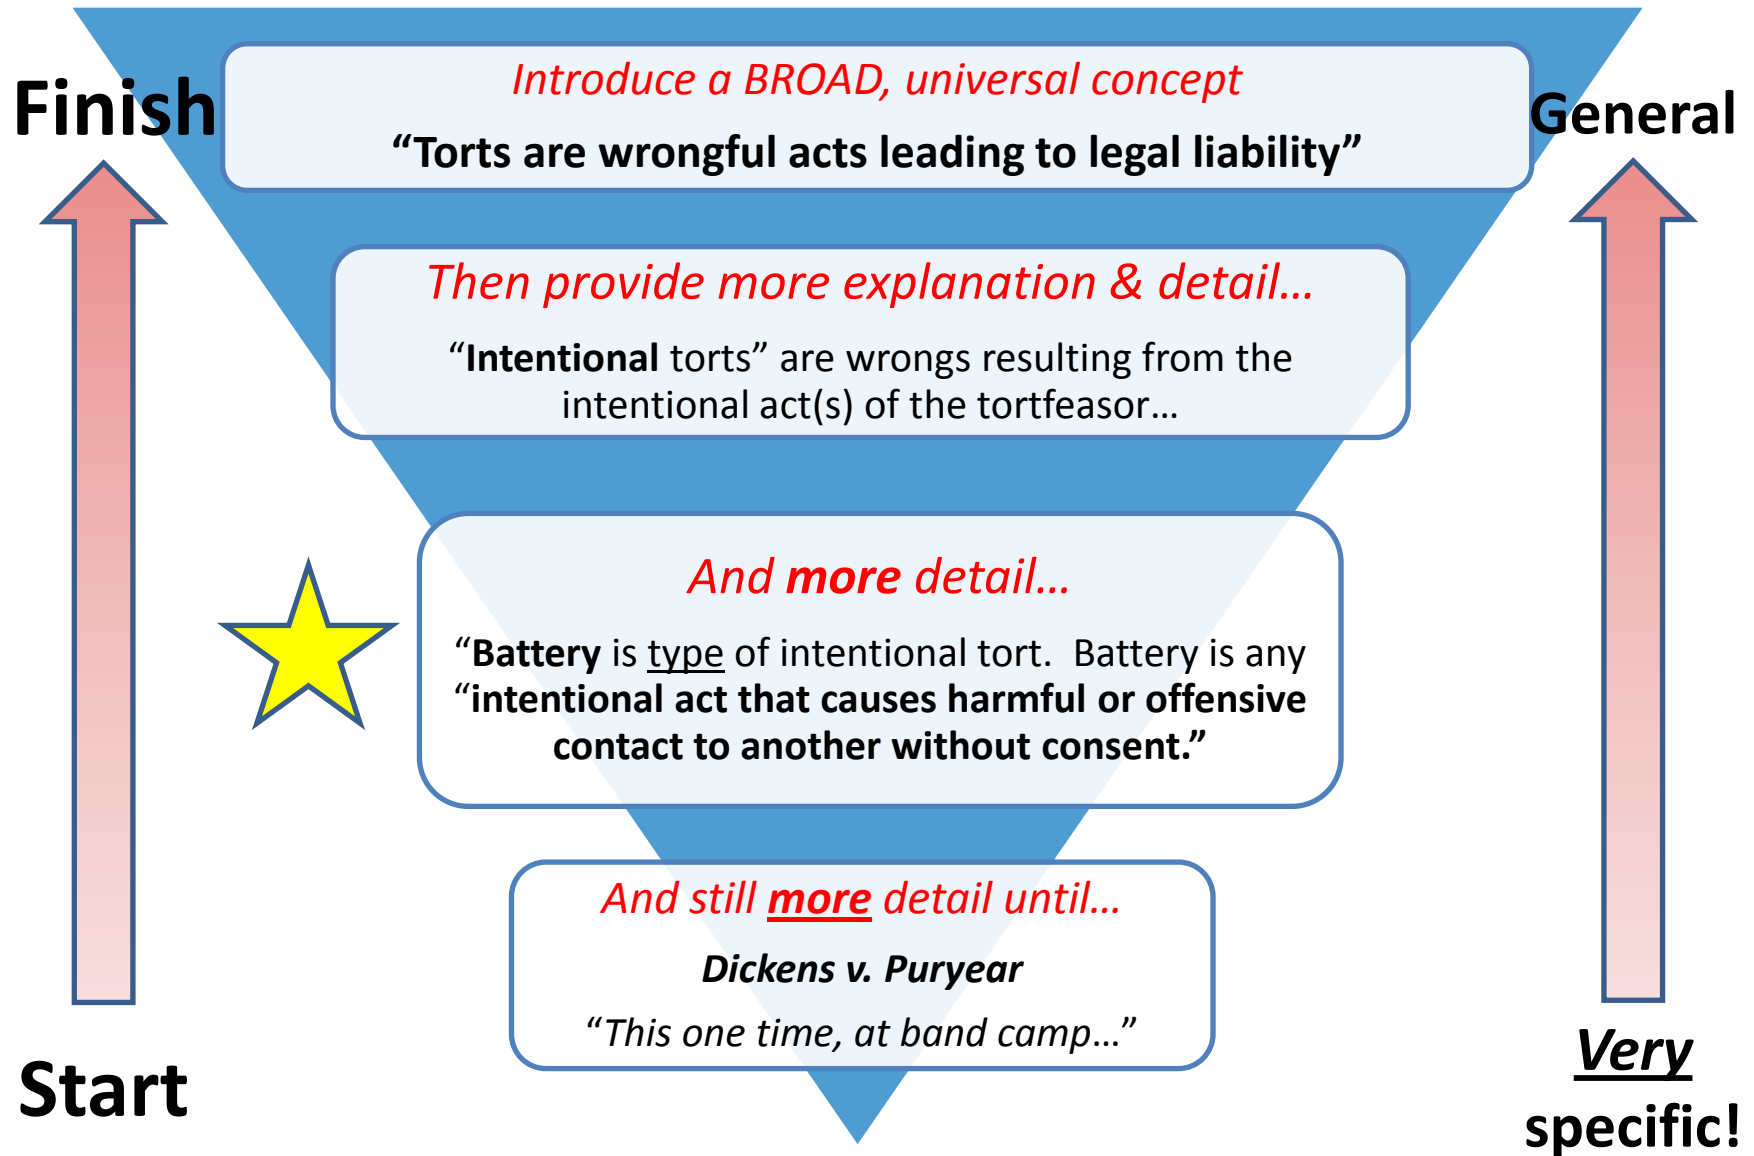 Introduce a BROAD, universal concept
Finish
General
“Torts are wrongful acts leading to legal liability”
Then provide more explanation & detail…
“Intentional torts” are wrongs resulting from the
intentional act(s) of the tortfeasor…
And more detail…
“Battery is type of intentional tort.  Battery is any
“intentional act that causes harmful or offensive
contact to another without consent.”
And still more detail until…
Dickens v. Puryear
“This one time, at band camp…”
Start
Very
specific!